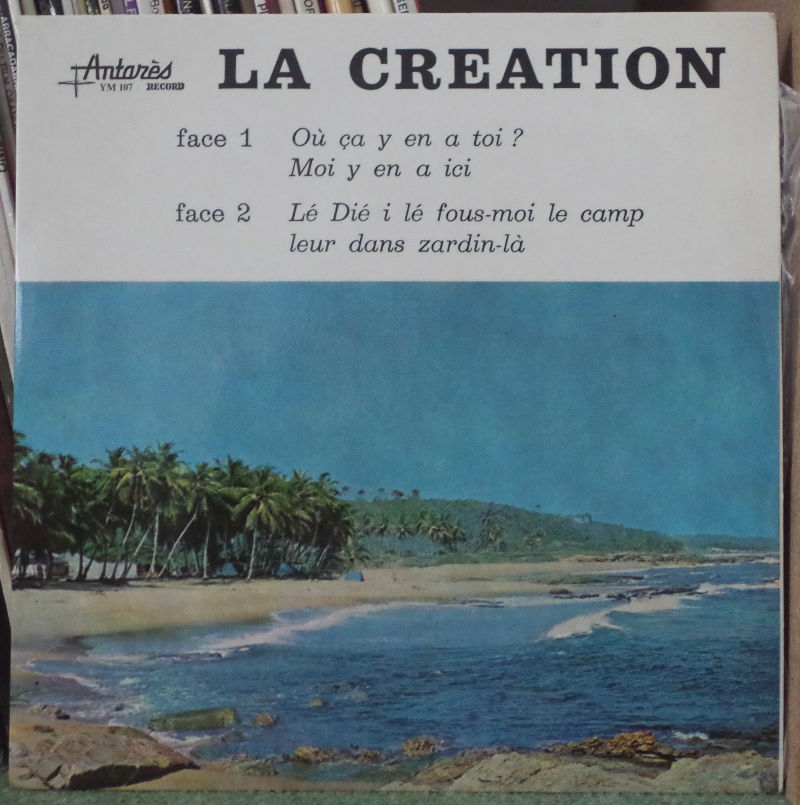 Antarès
YM 107 RECORD
LA CREATION
face 1 Où ça y en a toi ?
Moi y en a ici
face 2 Lé Dié i lé fous-moi le camp
leur dans zardin-là